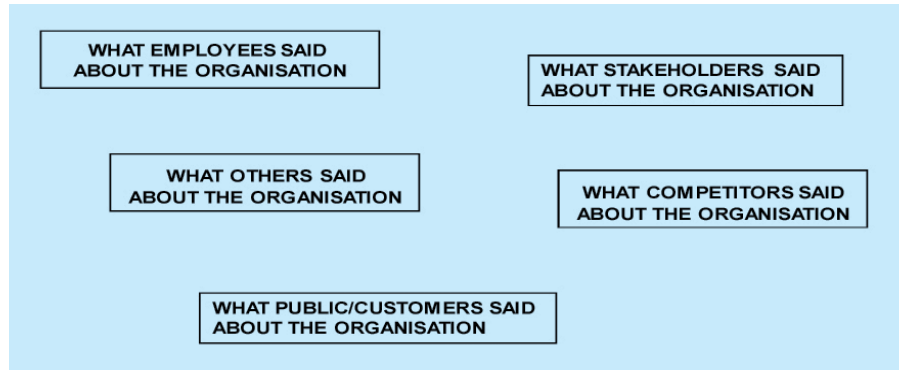 WHAT EMPLOYEES SAID
ABOUT THE ORGANISATION
WHAT STAKEHOLDERS SAID
ABOUT THE ORGANISATION
WHAT OTHERS SAID
ABOUT THE ORGANISATION
WHAT COMPETITORS SAID
ABOUT THE ORGANISATION
WHAT PUBLIC/CUSTOMERS SAID
ABOUT THE ORGANISATION